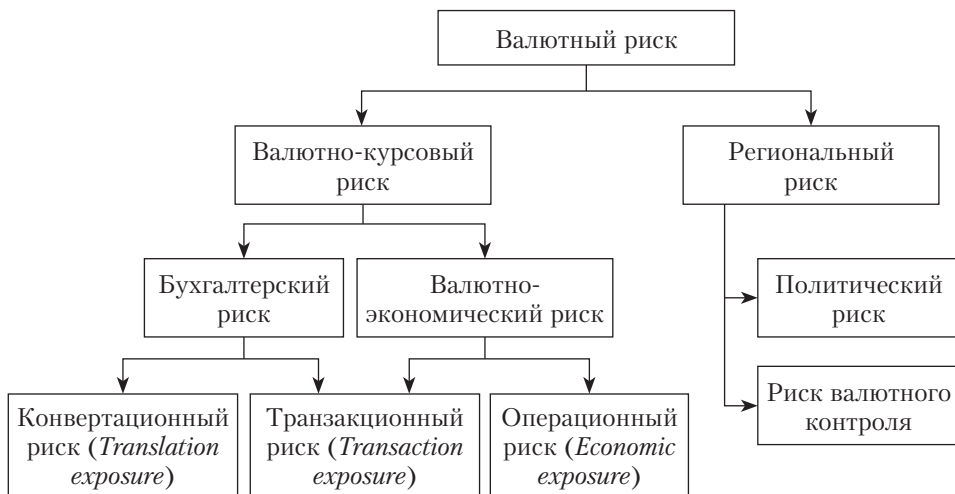 Валютный риск
Валютно-курсовый
риск
Региональный
риск
Бухгалтерский
риск
Валютно-
экономический риск
Политический
риск
Конвертационный
риск (Translation
exposure)
Транзакционный
риск (Transaction
exposure)
Операционный
риск (Economic
exposure)
Риск валютного
контроля